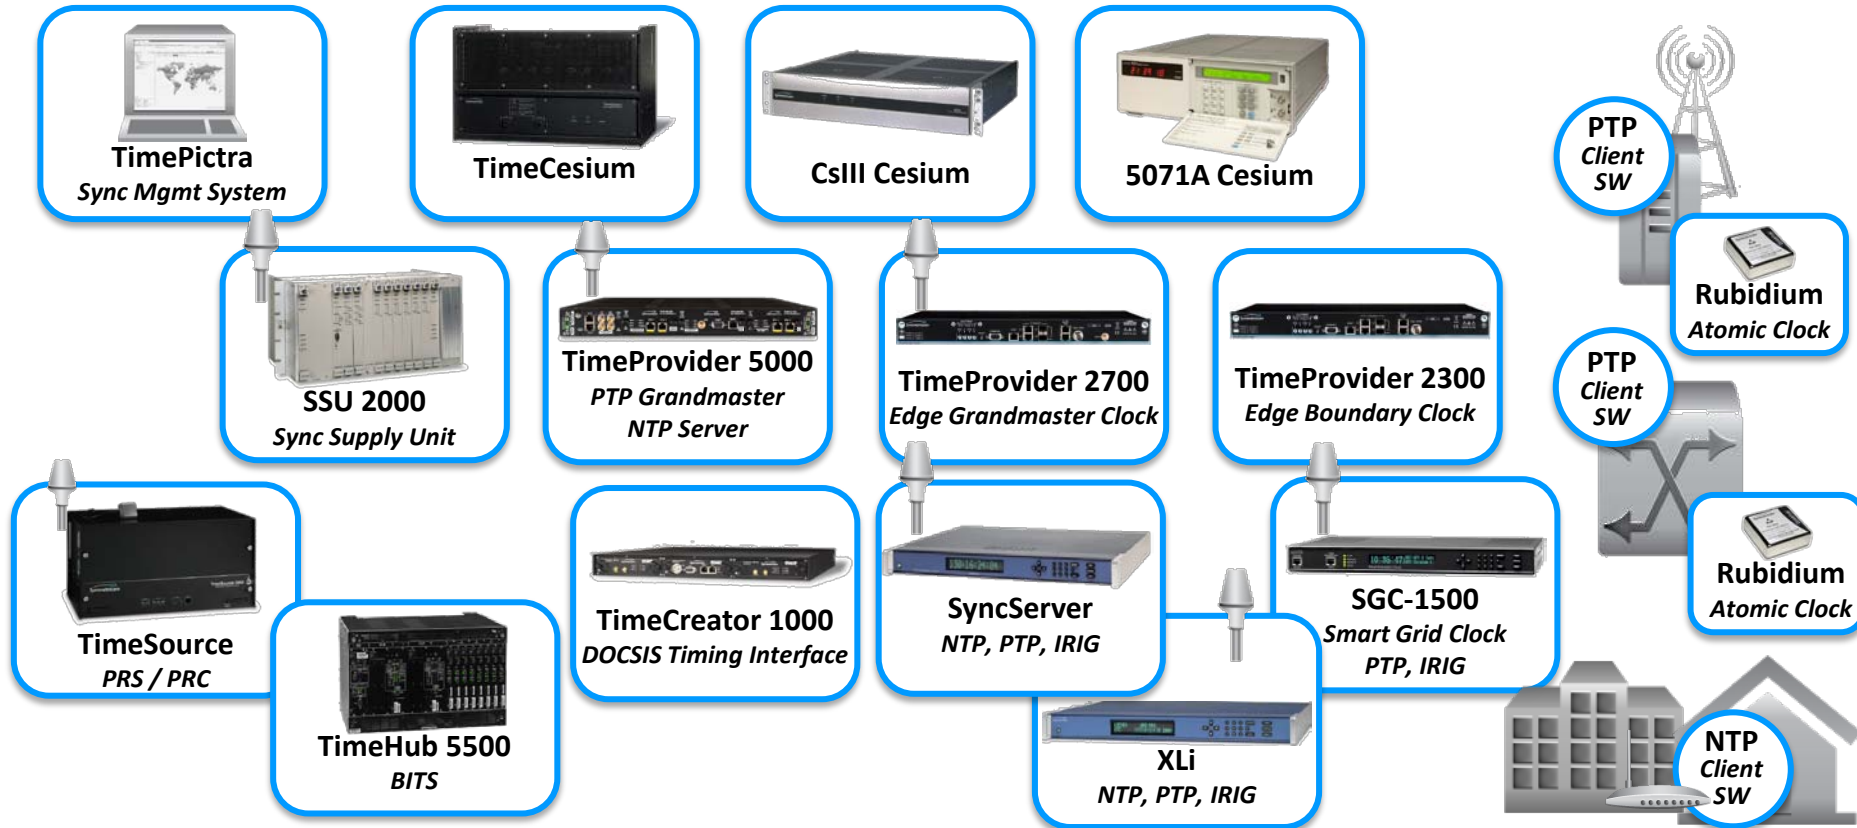 TimePictra
Sync Mgmt System
TimeCesium
CsIII Cesium
5071A Cesium
PTP
Client
SW
Rubidium
Atomic Clock
SSU 2000
Sync Supply Unit
TimeProvider 5000
PTP Grandmaster
NTP Server
TimeProvider 2700
Edge Grandmaster Clock
TimeProvider 2300
Edge Boundary Clock
PTP
Client
SW
Rubidium
Atomic Clock
TimeSource
PRS / PRC
TimeHub 5500
BITS
TimeCreator 1000
DOCSIS Timing Interface
SyncServer
NTP, PTP, IRIG
XLi
NTP, PTP, IRIG
SGC-1500
Smart Grid Clock
PTP, IRIG
NTP
Client
SW